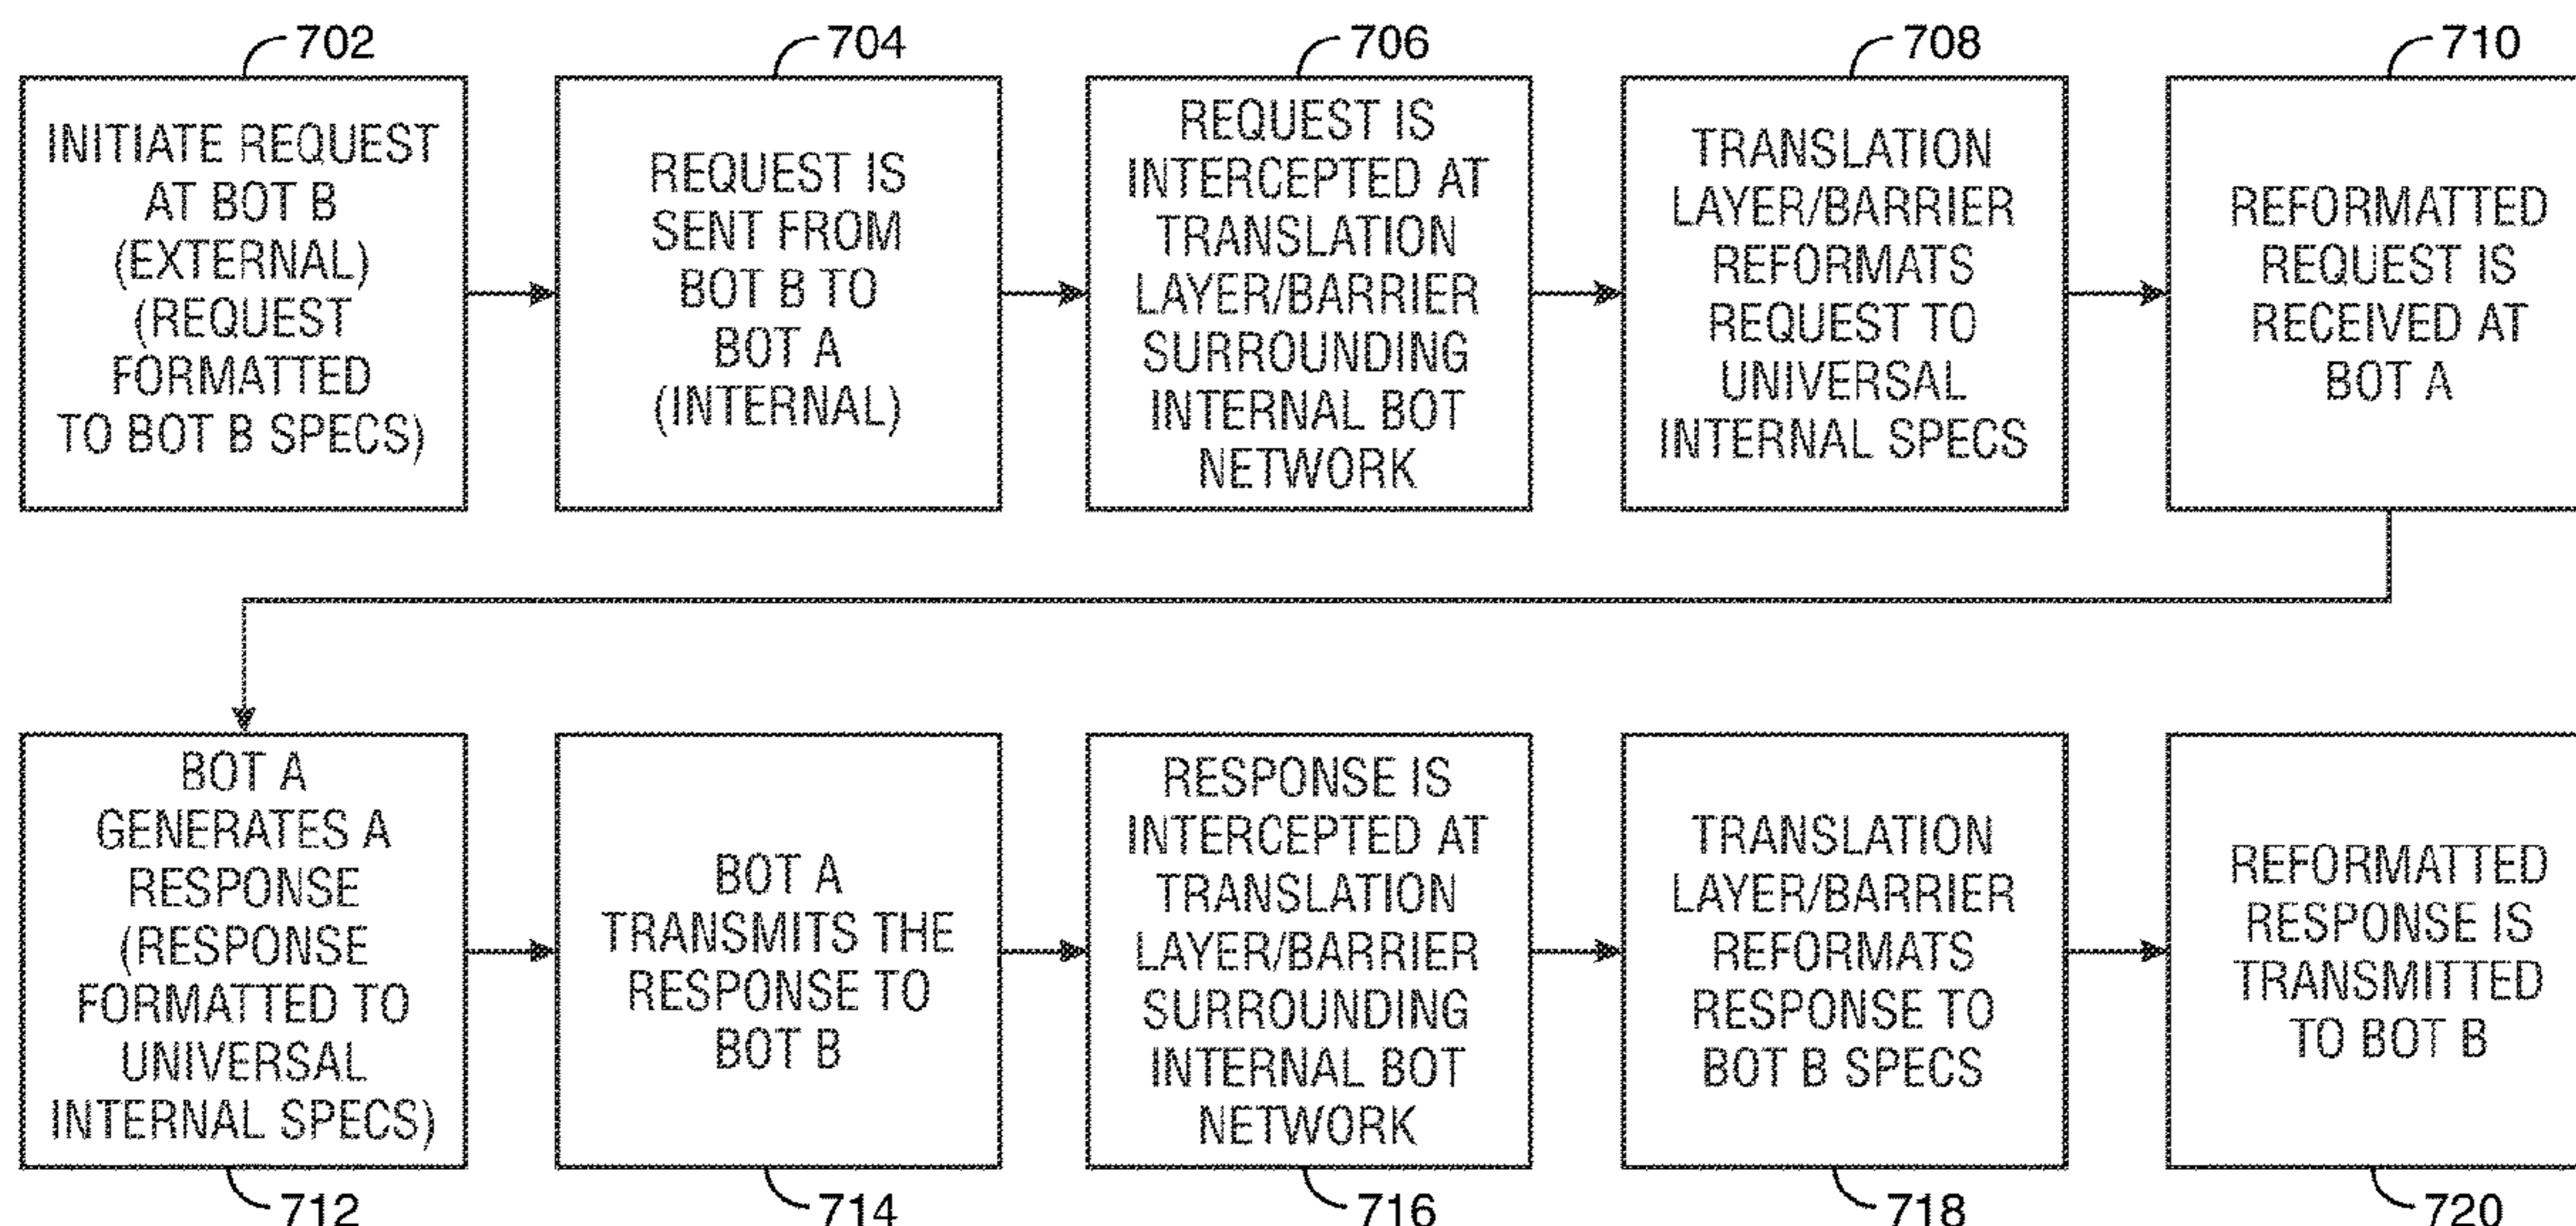 702
INITIATE REQUEST
AT BOT B
(EXTERNAL)
(REQUEST
FORMATTED
TO BOT B SPECS)
704
REQUEST IS
SENT FROM
BOT B TO
BOT A
(INTERNAL)
706
REQUEST IS
INTERCEPTED AT
TRANSLATION
LAYER/BARRIER
SURROUNDING
INTERNAL BOT
NETWORK
708
TRANSLATION
LAYER/BARRIER
REFORMATS
REQUEST TO
UNIVERSAL
INTERNAL SPECS
710
REFORMATTED
REQUEST IS
RECEIVED AT
BOT A
BOT A
GENERATES A
RESPONSE
(RESPONSE
FORMATTED TO
UNIVERSAL
INTERNAL SPECS)
712
BOT A
TRANSMITS THE
RESPONSE TO
BOT B
714
RESPONSE IS
INTERCEPTED AT
TRANSLATION
LAYER/BARRIER
SURROUNDING
INTERNAL BOT
NETWORK
716
TRANSLATION
LAYER/BARRIER
REFORMATS
RESPONSE TO
BOT B SPECS
718
REFORMATTED
RESPONSE IS
TRANSMITTED
TO BOT B
720